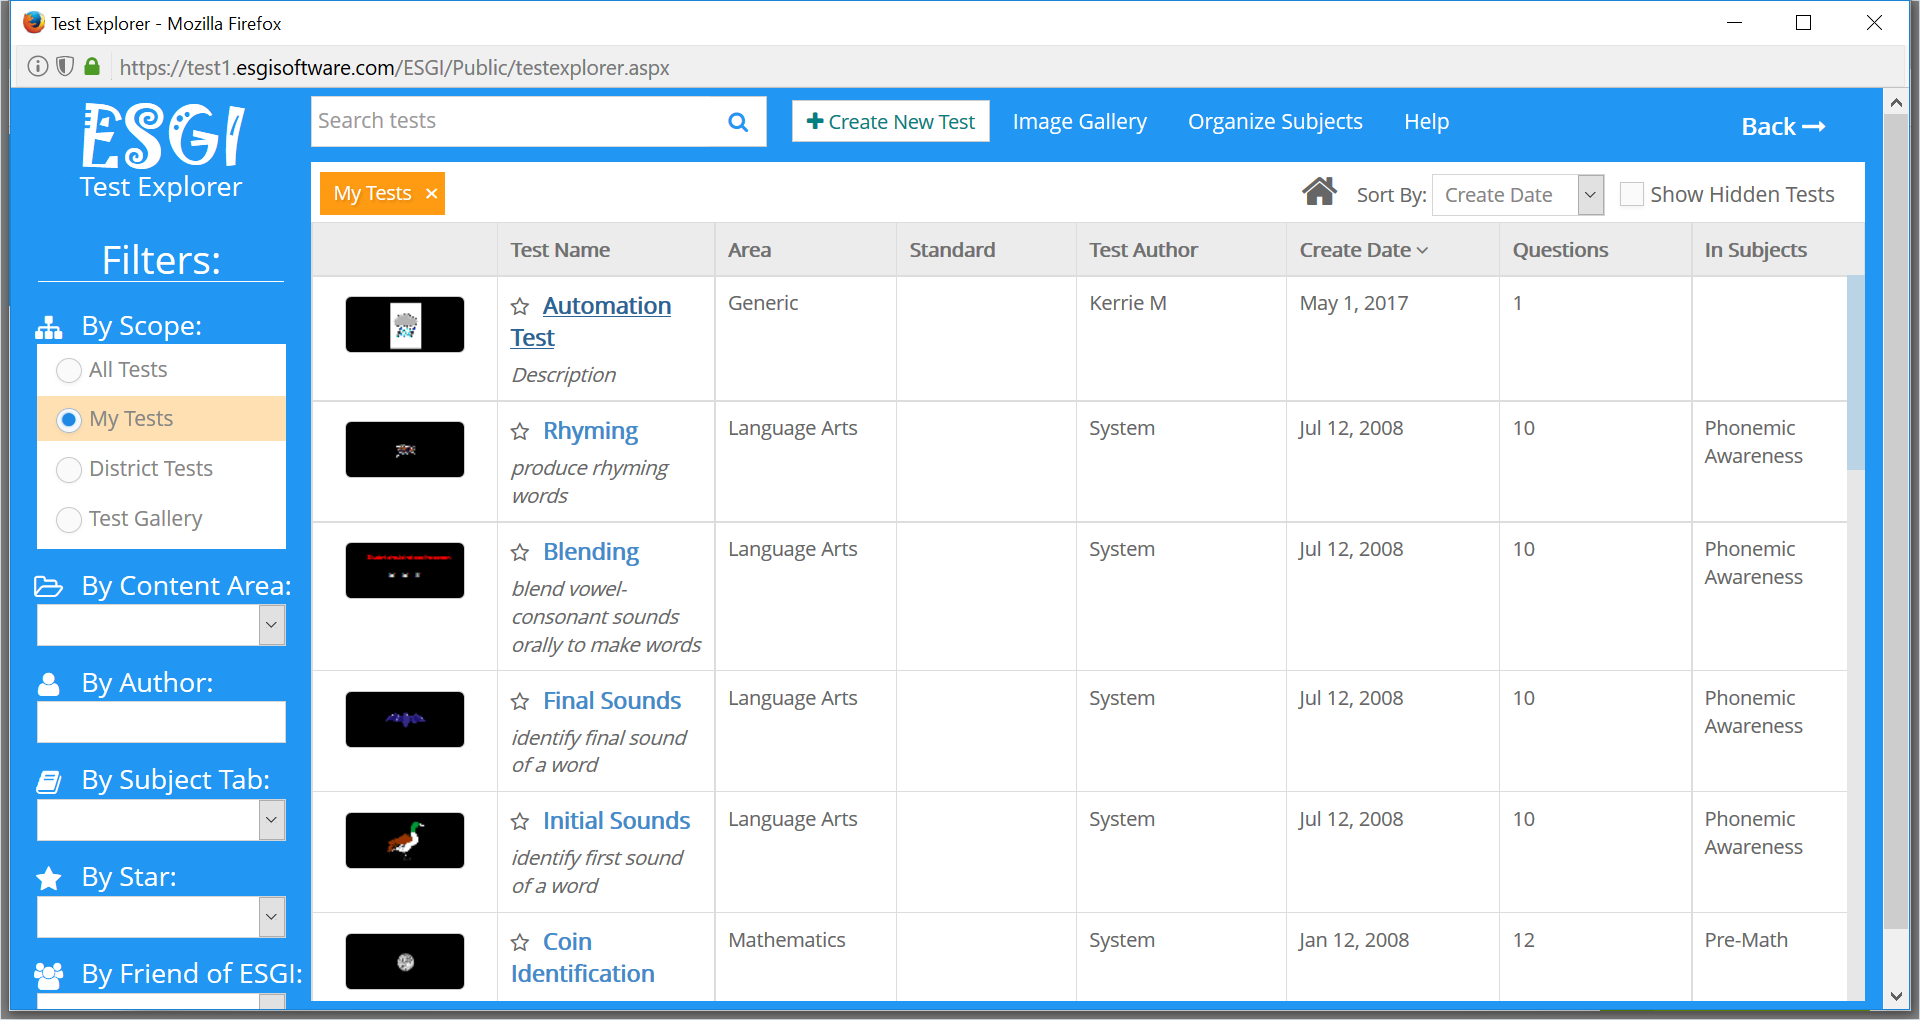 Test Explorer - Mozilla Firefox
https://test1.esgisoftware.com/ESGI/Public/testexplorer.aspx
ESGI
Test Explorer
Search tests
Create New Test
Image Gallery
Organize Subjects
Help
Back
Filters:
By Scope:
All Tests
My Tests
District Tests
Test Gallery
By Content Area:
By Author:
By Subject Tab:
By Star:
By Friend of ESGI:
My Tests ×
Sort By: Create Date
Show Hidden Tests
Test Name Area Standard Test Author Create Date Questions In Subjects
Automation Generic Kerrie M May 1, 2017 1
Test
Description
Rhyming Language Arts System Jul 12, 2008 10 Phonemic
produce rhyming Awareness
words
Blending Language Arts System Jul 12, 2008 10 Phonemic
blend vowel- Awareness
consonant sounds
orally to make words
Final Sounds Language Arts System Jul 12, 2008 10 Phonemic
identify final sound Awareness
of a word
Initial Sounds Language Arts System Jul 12, 2008 10 Phonemic
identify first sound Awareness
of a word
Coin Mathematics System Jan 12, 2008 12 Pre-Math
Identification